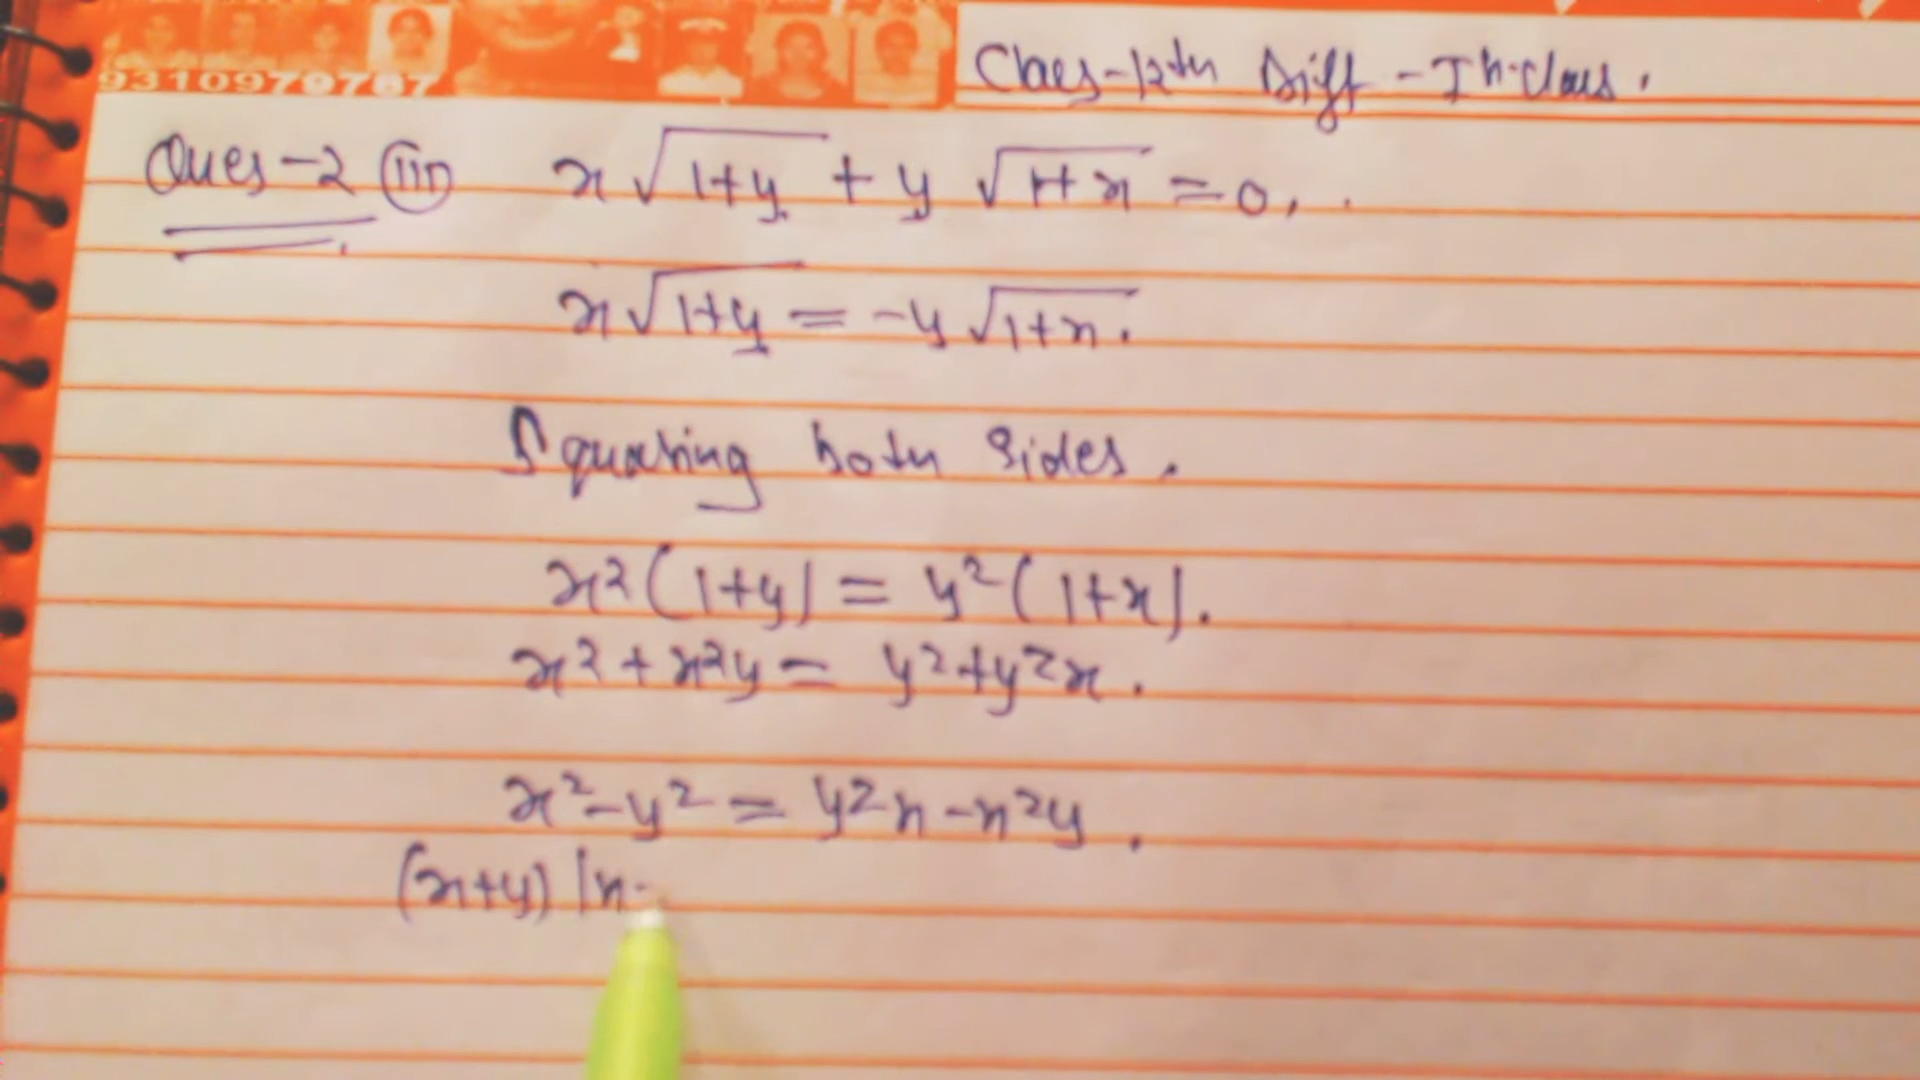 9310979787
Class-12th Diff - Ih.Class.
Ques-2 (iii) x√1+y + y √1+x = 0,.
x√1+y = -y √1+x.
Squaring both sides.
x²(1+y) = y²(1+x).
x²+x²y = y²+y²x.
x²-y² = y²x-x²y.
(x+y) (x-